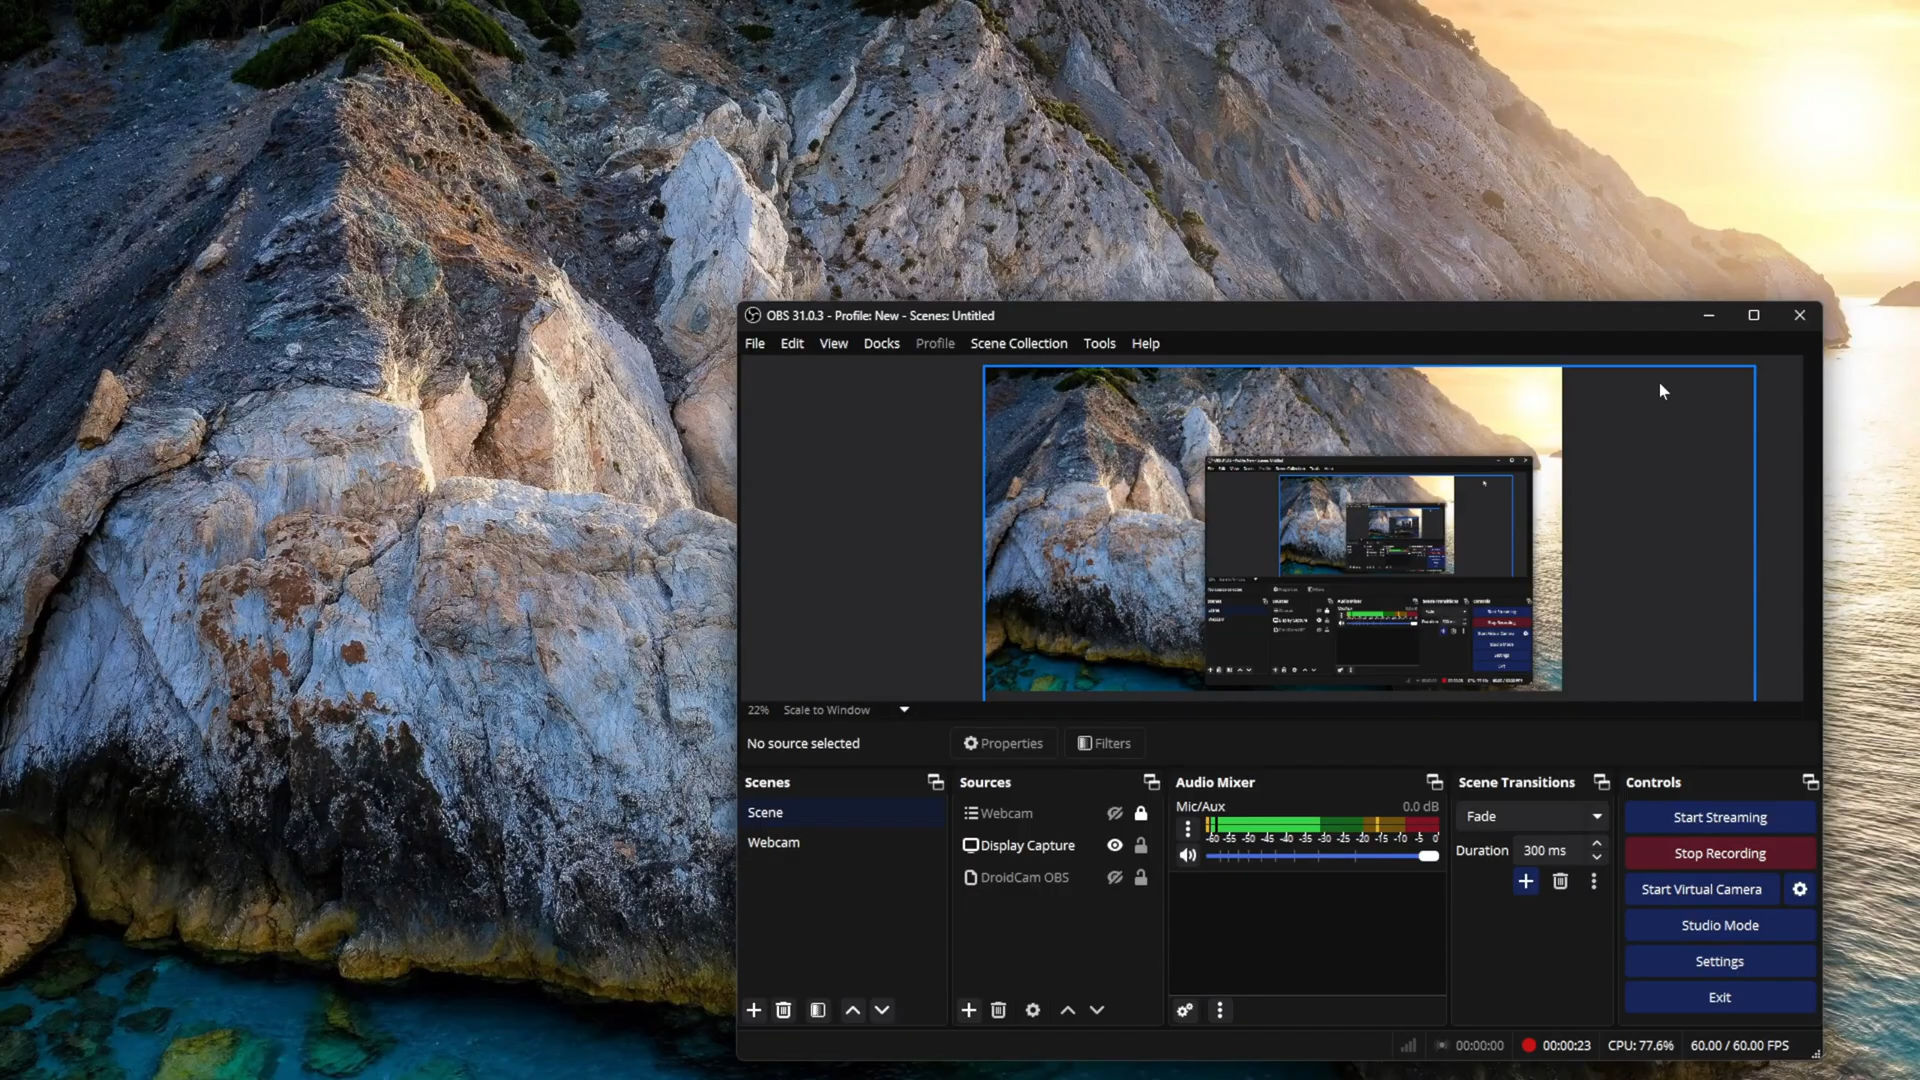 OBS 31.0.3 - Profile: New - Scenes: Untitled
File Edit View Docks Profile Scene Collection Tools Help
22% Scale to Window
No source selected Properties Filters
Scenes
Scene
Webcam
Sources
Webcam
Display Capture
DroidCam OBS
Audio Mixer
Mic/Aux 0.0 dB
-60 -55 -50 -45 -40 -35 -30 -25 -20 -15 -10 -5 0
Scene Transitions
Fade
Duration 300 ms
Controls
Start Streaming
Stop Recording
Start Virtual Camera
Studio Mode
Settings
Exit
00:00:00 00:00:23 CPU: 77.6% 60.00 / 60.00 FPS